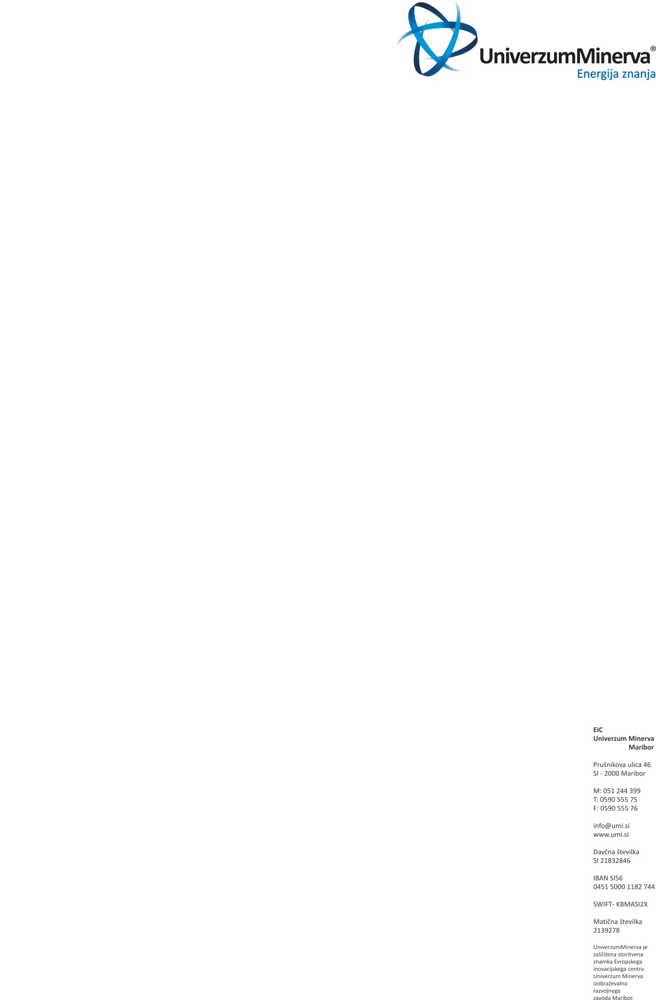 UniverzumMinerva®
Energija znanja
EIC
Univerzum Minerva
Maribor
Prušnikova ulica 46
SI - 2000 Maribor
M: 051 244 399
T: 0590 555 75
F: 0590 555 76
info@umi.si
www.umi.si
Davčna številka
SI 21832846
IBAN SI56
0451 5000 1182 744
SWIFT- KBMASI2X
Matična številka
2139278
UniverzumMinerva je
zaščitena storitvena
znamka Evropskega
inovacijskega centra
Univerzum Minerva
izobraževalno
razvojnega
zavoda Maribor.